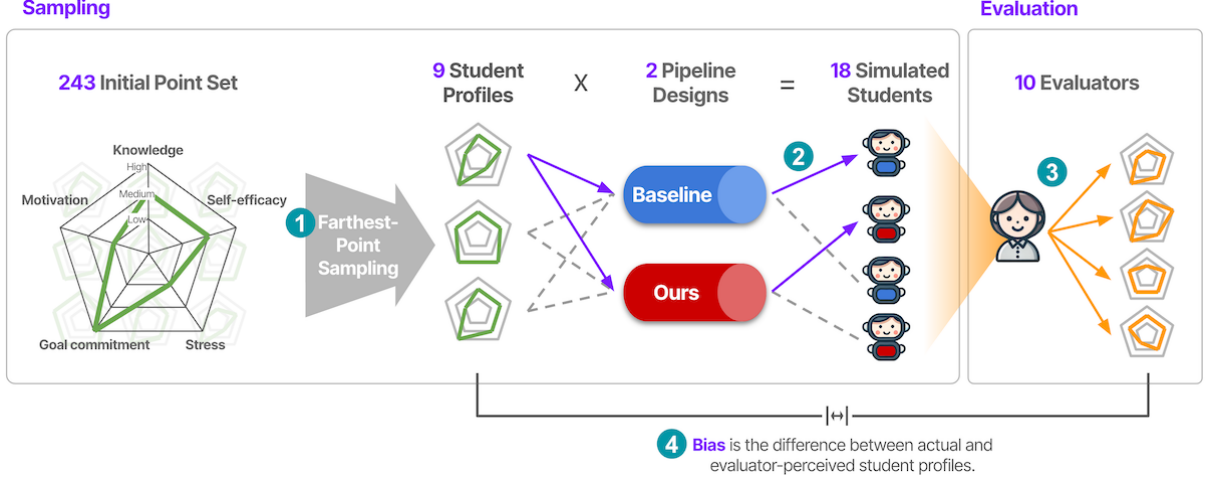 Sampling
Evaluation
243 Initial Point Set
9 Student
Profiles
X
2 Pipeline
Designs
=
18 Simulated
Students
10 Evaluators
Knowledge
High
Medium
Low
Motivation
Self-efficacy
Goal commitment
Stress
1
Farthest-
Point
Sampling
Baseline
Ours
2
3
4
Bias is the difference between actual and
evaluator-perceived student profiles.